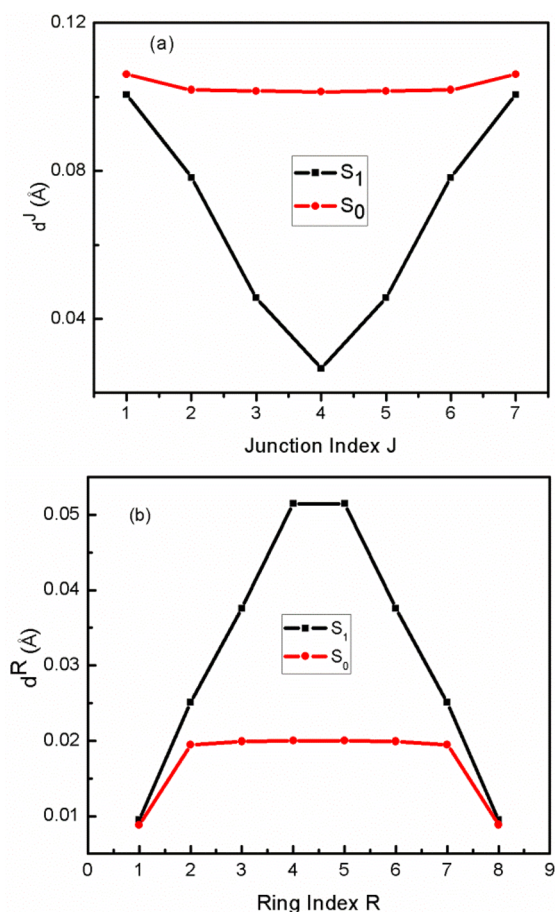 (a)
0.12
0.08
0.04
d^J (Å)
S₁
S₀
1 2 3 4 5 6 7
Junction Index J
(b)
0.05
0.04
0.03
0.02
0.01
d^R (Å)
S₁
S₀
0 1 2 3 4 5 6 7 8 9
Ring Index R